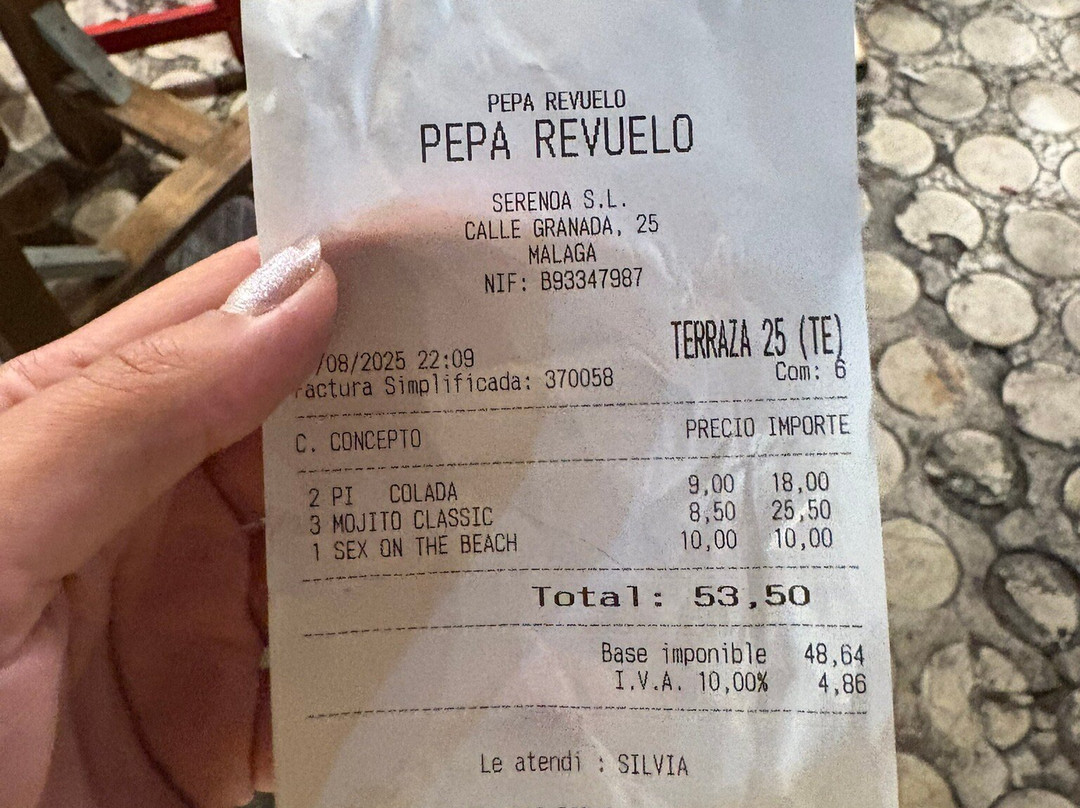 PEPA REVUELO
PEPA REVUELO
SERENOA S.L.
CALLE GRANADA, 25
MALAGA
NIF: B93347987
TERRAZA 25 (TE)
/08/2025 22:09
Com: 6
actura Simplificada: 370058
C. CONCEPTO PRECIO IMPORTE
2 PI COLADA 9,00 18,00
3 MOJITO CLASSIC 8,50 25,50
1 SEX ON THE BEACH 10,00 10,00
Total: 53,50
Base imponible 48,64
I.V.A. 10,00% 4,86
Le atendi : SILVIA